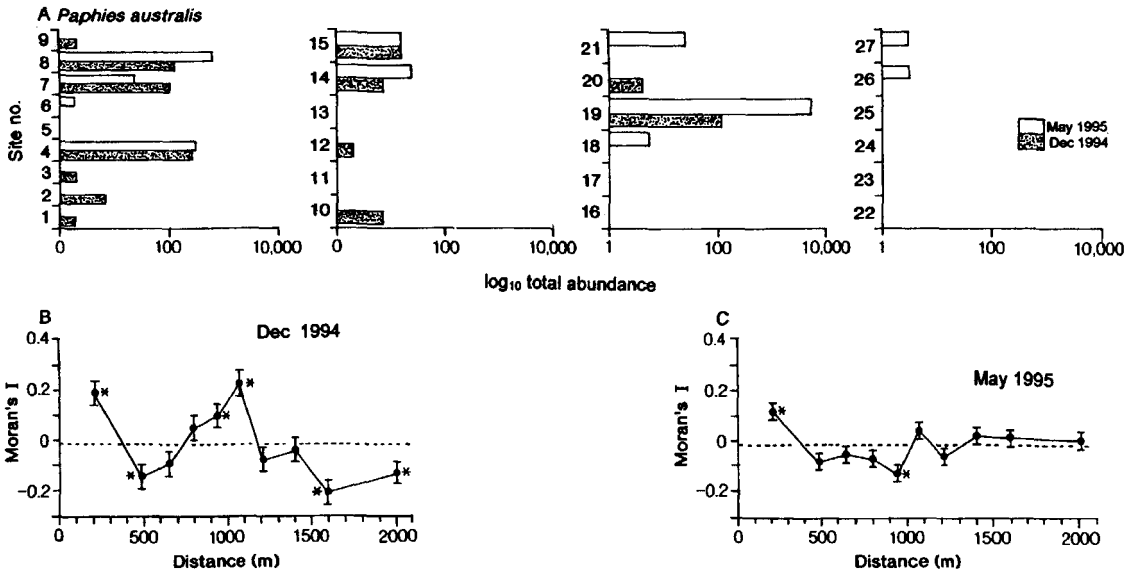 A Paphies australis
Site no.
9
8
7
6
5
4
3
2
1
0 100 10,000
15
14
13
12
11
10
0 100 10,000
21
20
19
18
17
16
1 100 10,000
27
26
25
24
23
22
1 100 10,000
May 1995
Dec 1994
log₁₀ total abundance
B
Dec 1994
Moran's I
0.4
0.2
0
−0.2
0 500 1000 1500 2000
Distance (m)
C
May 1995
Moran's I
0.4
0.2
0
−0.2
0 500 1000 1500 2000
Distance (m)